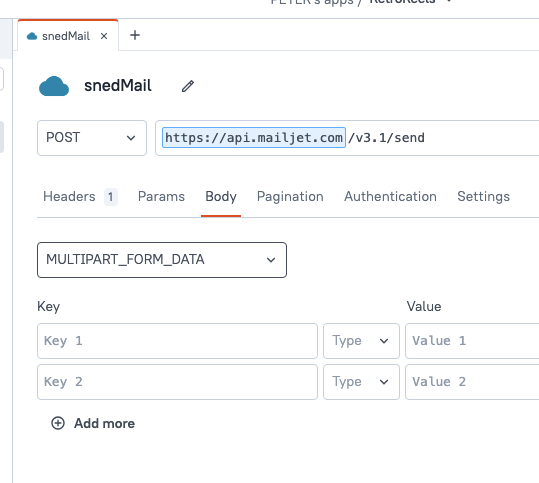 PETER's apps / RetroReels
snedMail × +
snedMail
POST https://api.mailjet.com/v3.1/send
Headers 1 Params Body Pagination Authentication Settings
MULTIPART_FORM_DATA
Key Value
Key 1 Type Value 1
Key 2 Type Value 2
Add more